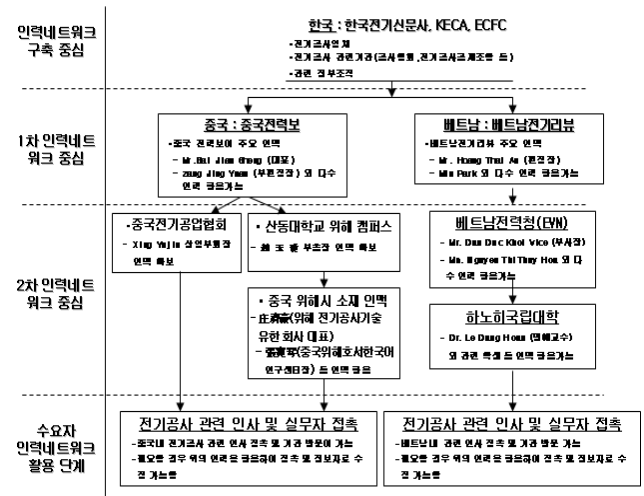 인력네트워크
구축 중심
한국 : 한국전기신문사, KECA, ECFC
•전기공사업체
•전기공사 관련기관(공사협회, 전기공사공제조합 등)
•관련 정부조직
1차 인력네트
워크 중심
중국 : 중국전력보
•중국 전력보의 주요 인맥
– Mr. (대표)
– (부편집장) 외 다수
인력 활용가능
베트남 : 베트남전기리뷰
•베트남전기리뷰 주요 인맥
– Mr. Hoang Thai (편집장)
– Min Park 외 다수 인력 활용가능
2차 인력네트
워크 중심
•중국전기공업협회
– Xing Yujin 상임부회장
인맥 확보
• 산동대학교 위해 캠퍼스
– 부총장 인맥 확보
• 중국 위해시 소재 인맥
– (위해 전기공사기술
유한 회사 대표)
– (중국위해호서한국어
연구센터장) 등 인맥 활용
베트남전력청(EVN)
– Mr. Duc Khoi Vice (부사장)
– Ms. Nguyen Thi Thuy 외 다
수 인력 활용가능
하노히국립대학
– Dr. Le Dung (명예교수)
외 관련 학생 등 인력 활용가능
수요자
인력네트워크
활용 단계
전기공사 관련 인사 및 실무자 접촉
•중국내 전기공사 관련 인사 접촉 및 기관 방문이 가능
•필요할 경우 위의 인력을 활용하여 접촉 및 정보자료 수
집 가능함
전기공사 관련 인사 및 실무자 접촉
•베트남내 관련 인사 접촉 및 기관 방문 가능
•필요할 경우 위의 인력을 활용하여 접촉 및 정보자료 수
집 가능함